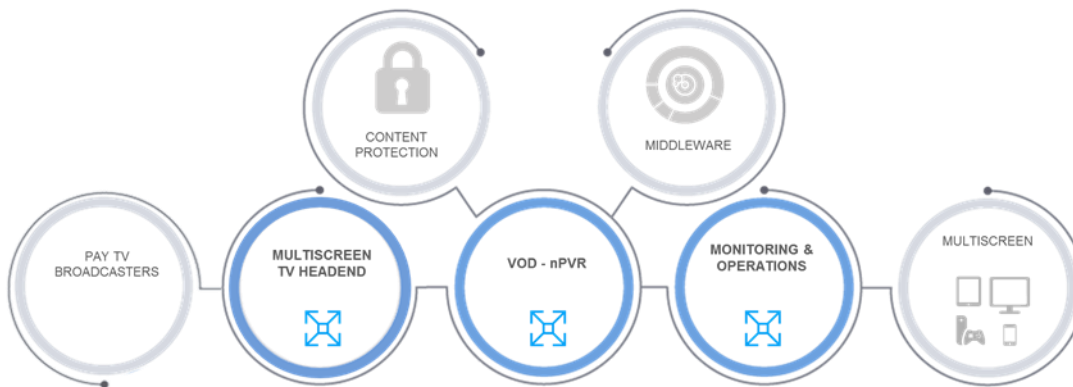 CONTENT
PROTECTION
MIDDLEWARE
PAY TV
BROADCASTERS
MULTISCREEN
TV HEADEND
VOD - nPVR
MONITORING &
OPERATIONS
MULTISCREEN